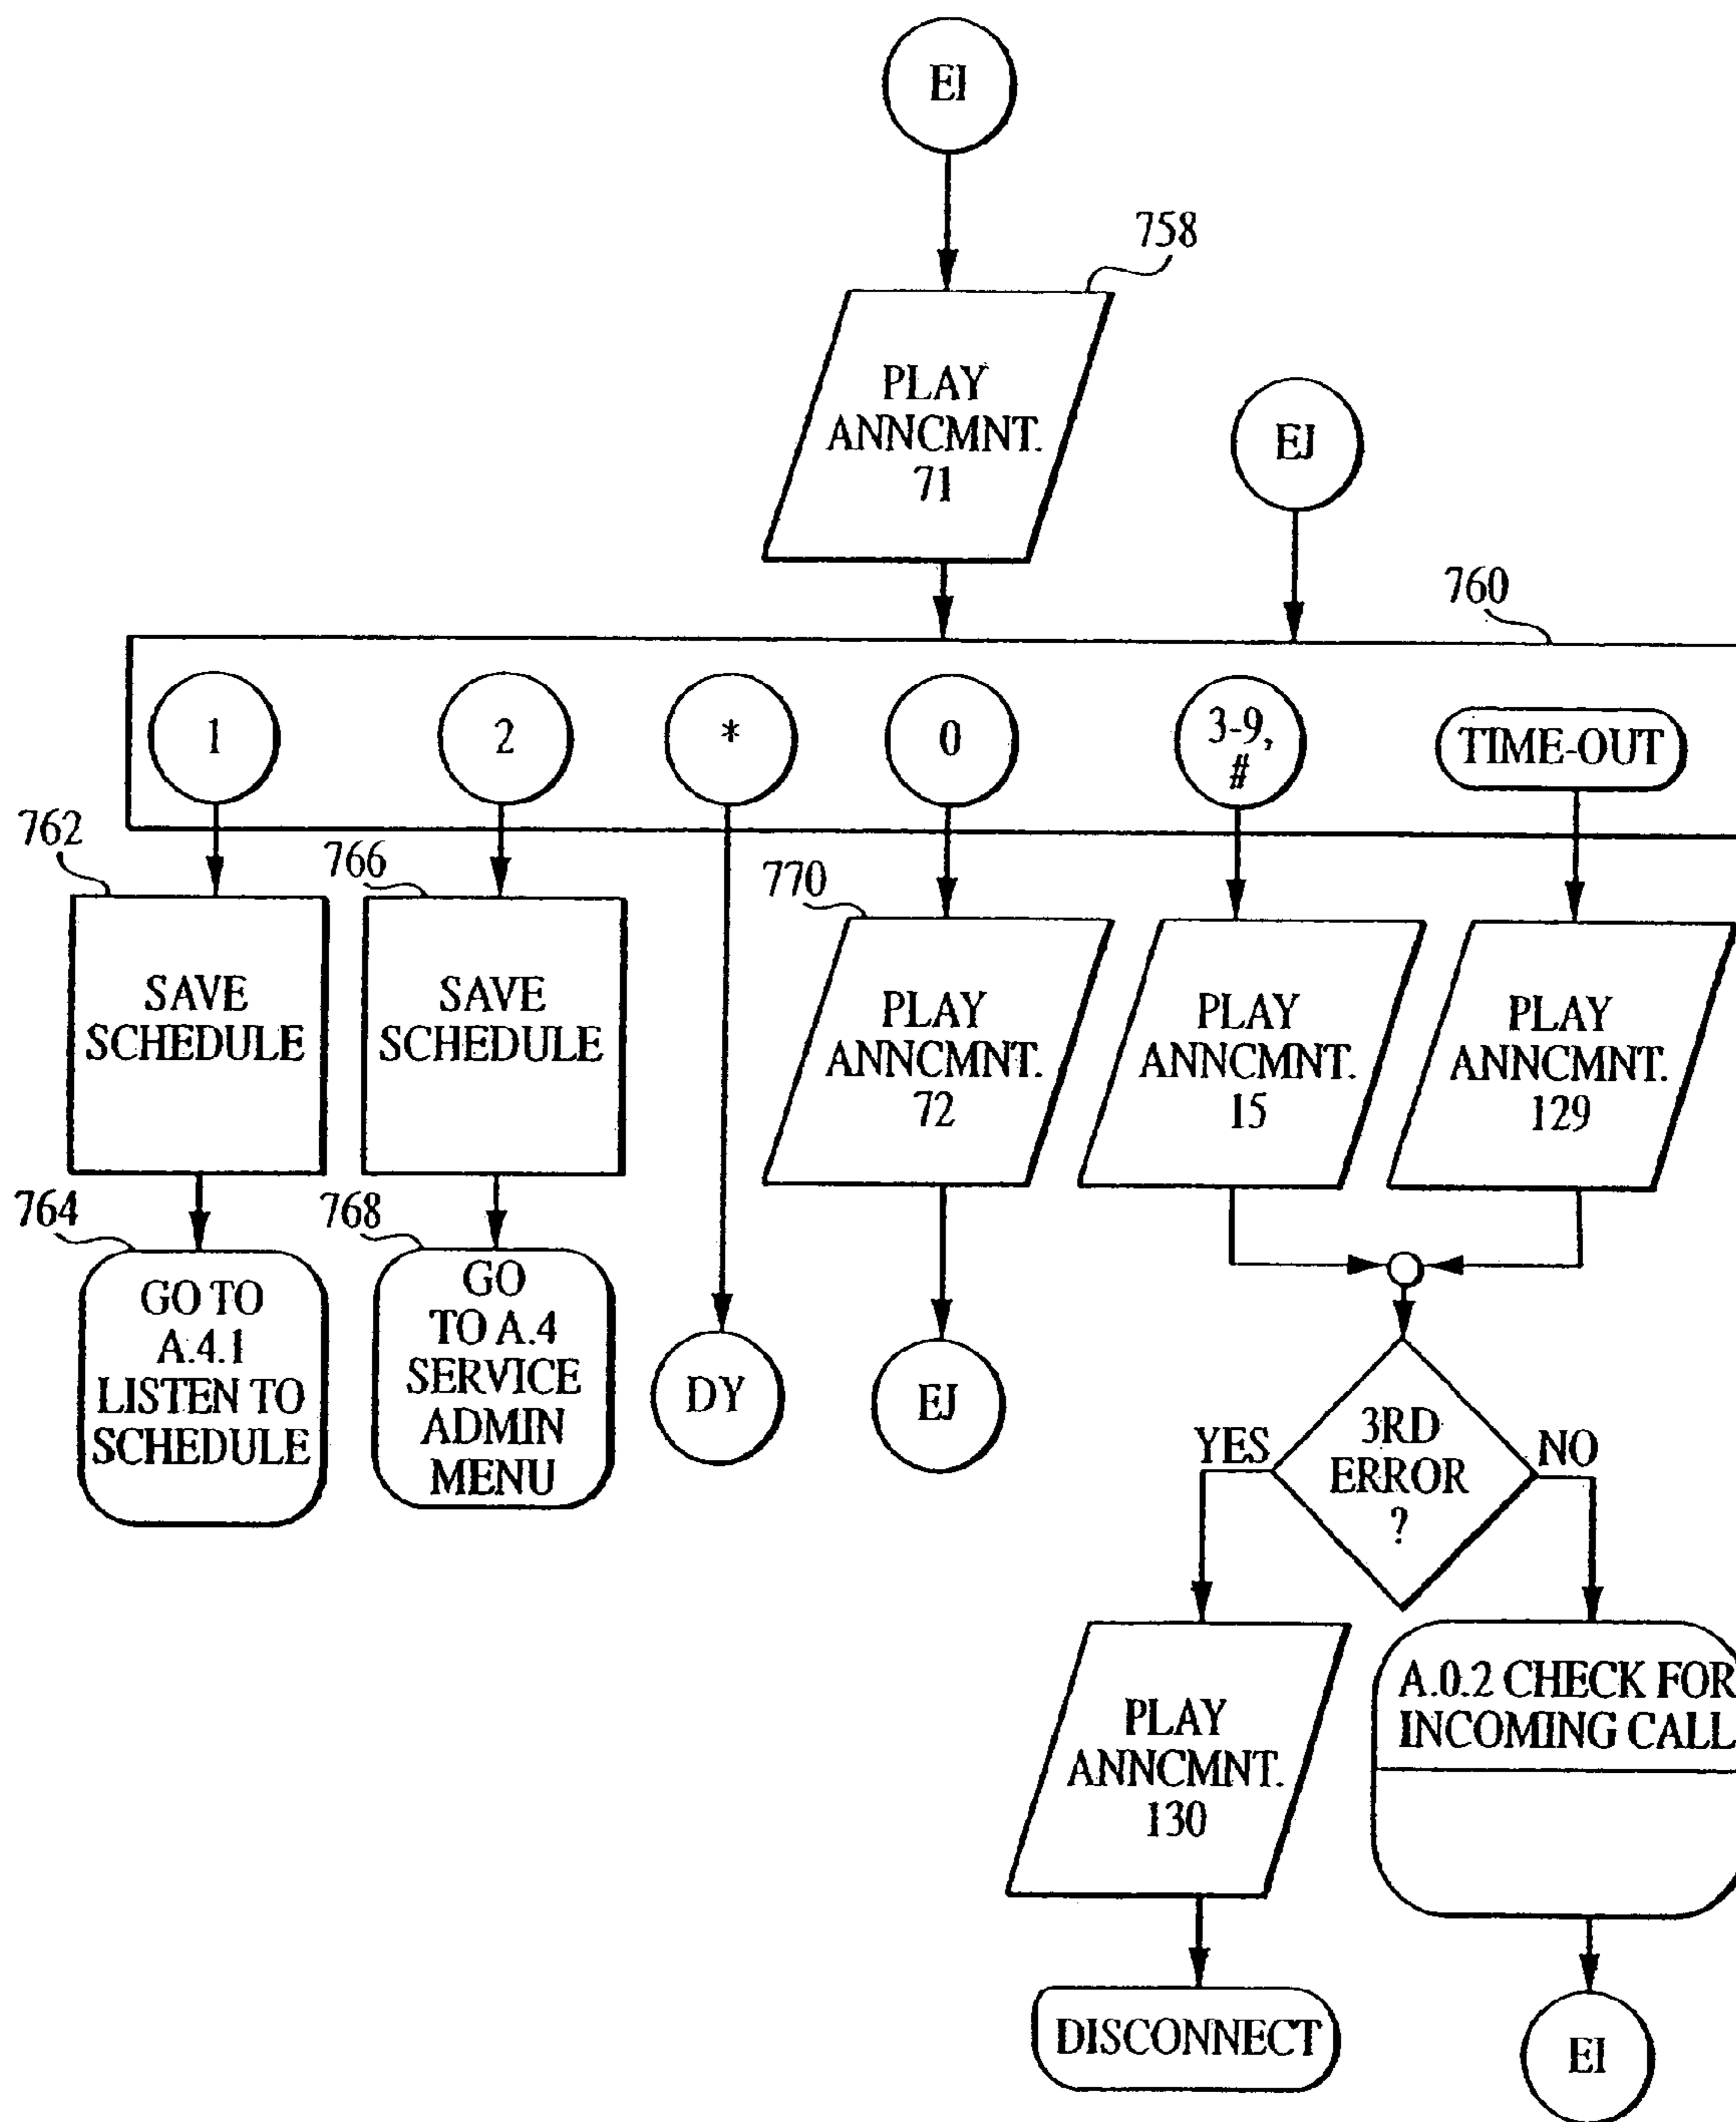 EI
758
PLAY
ANNCMNT.
71
EJ
760
1
2
*
0
3-9,
#
TIME-OUT
762
766
770
SAVE
SCHEDULE
SAVE
SCHEDULE
PLAY
ANNCMNT.
72
PLAY
ANNCMNT.
15
PLAY
ANNCMNT.
129
764
768
GO TO
A.4.1
LISTEN TO
SCHEDULE
GO
TO A.4
SERVICE
ADMIN
MENU
DY
EJ
YES
3RD
ERROR
?
NO
PLAY
ANNCMNT.
130
A.0.2 CHECK FOR
INCOMING CALL
DISCONNECT
EI